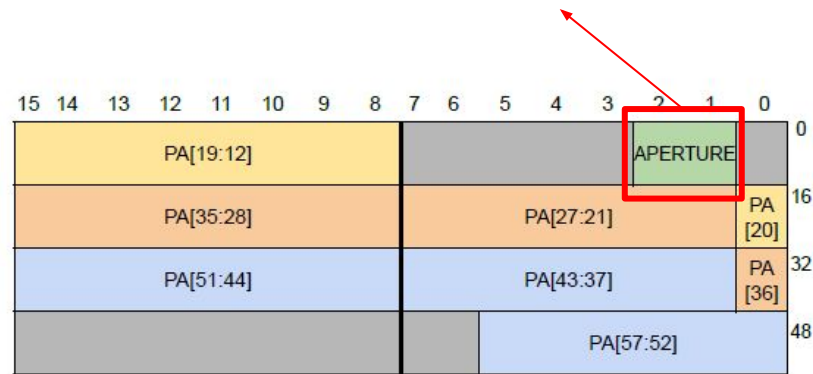 15 14 13 12 11 10 9 8 7 6 5 4 3 2 1 0
PA[19:12] APERTURE 0
PA[35:28] PA[27:21] PA [20] 16
PA[51:44] PA[43:37] PA [36] 32
PA[57:52] 48